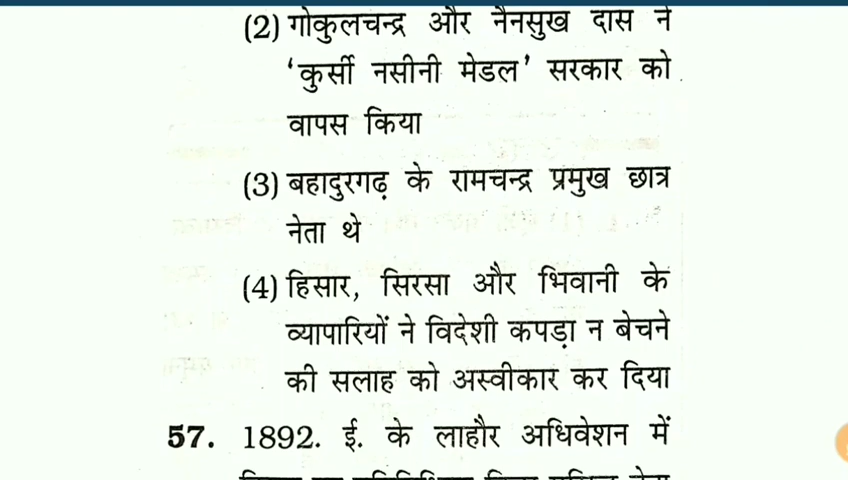 (2) गोकुलचन्द्र और नैनसुख दास ने
‘कुर्सी नसीनी मेडल’ सरकार को
वापस किया
(3) बहादुरगढ़ के रामचन्द्र प्रमुख छात्र
नेता थे
(4) हिसार, सिरसा और भिवानी के
व्यापारियों ने विदेशी कपड़ा न बेचने
की सलाह को अस्वीकार कर दिया
57. 1892. ई. के लाहौर अधिवेशन में